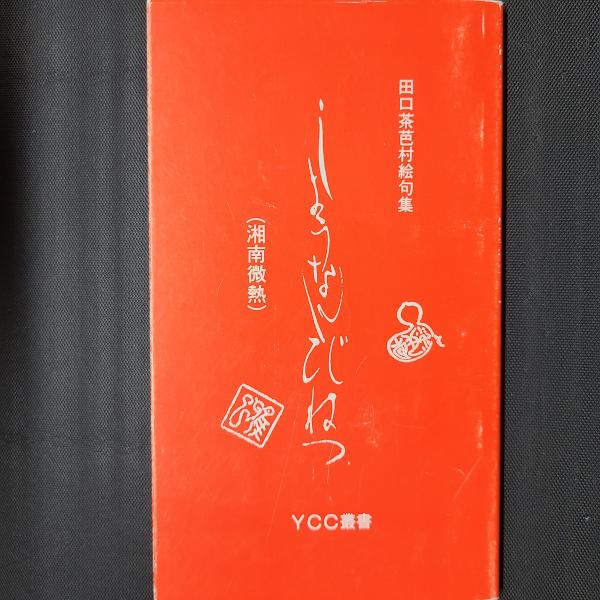 田口茶芭村絵句集
しようなんびねつ
(湘南微熱)
YCC叢書